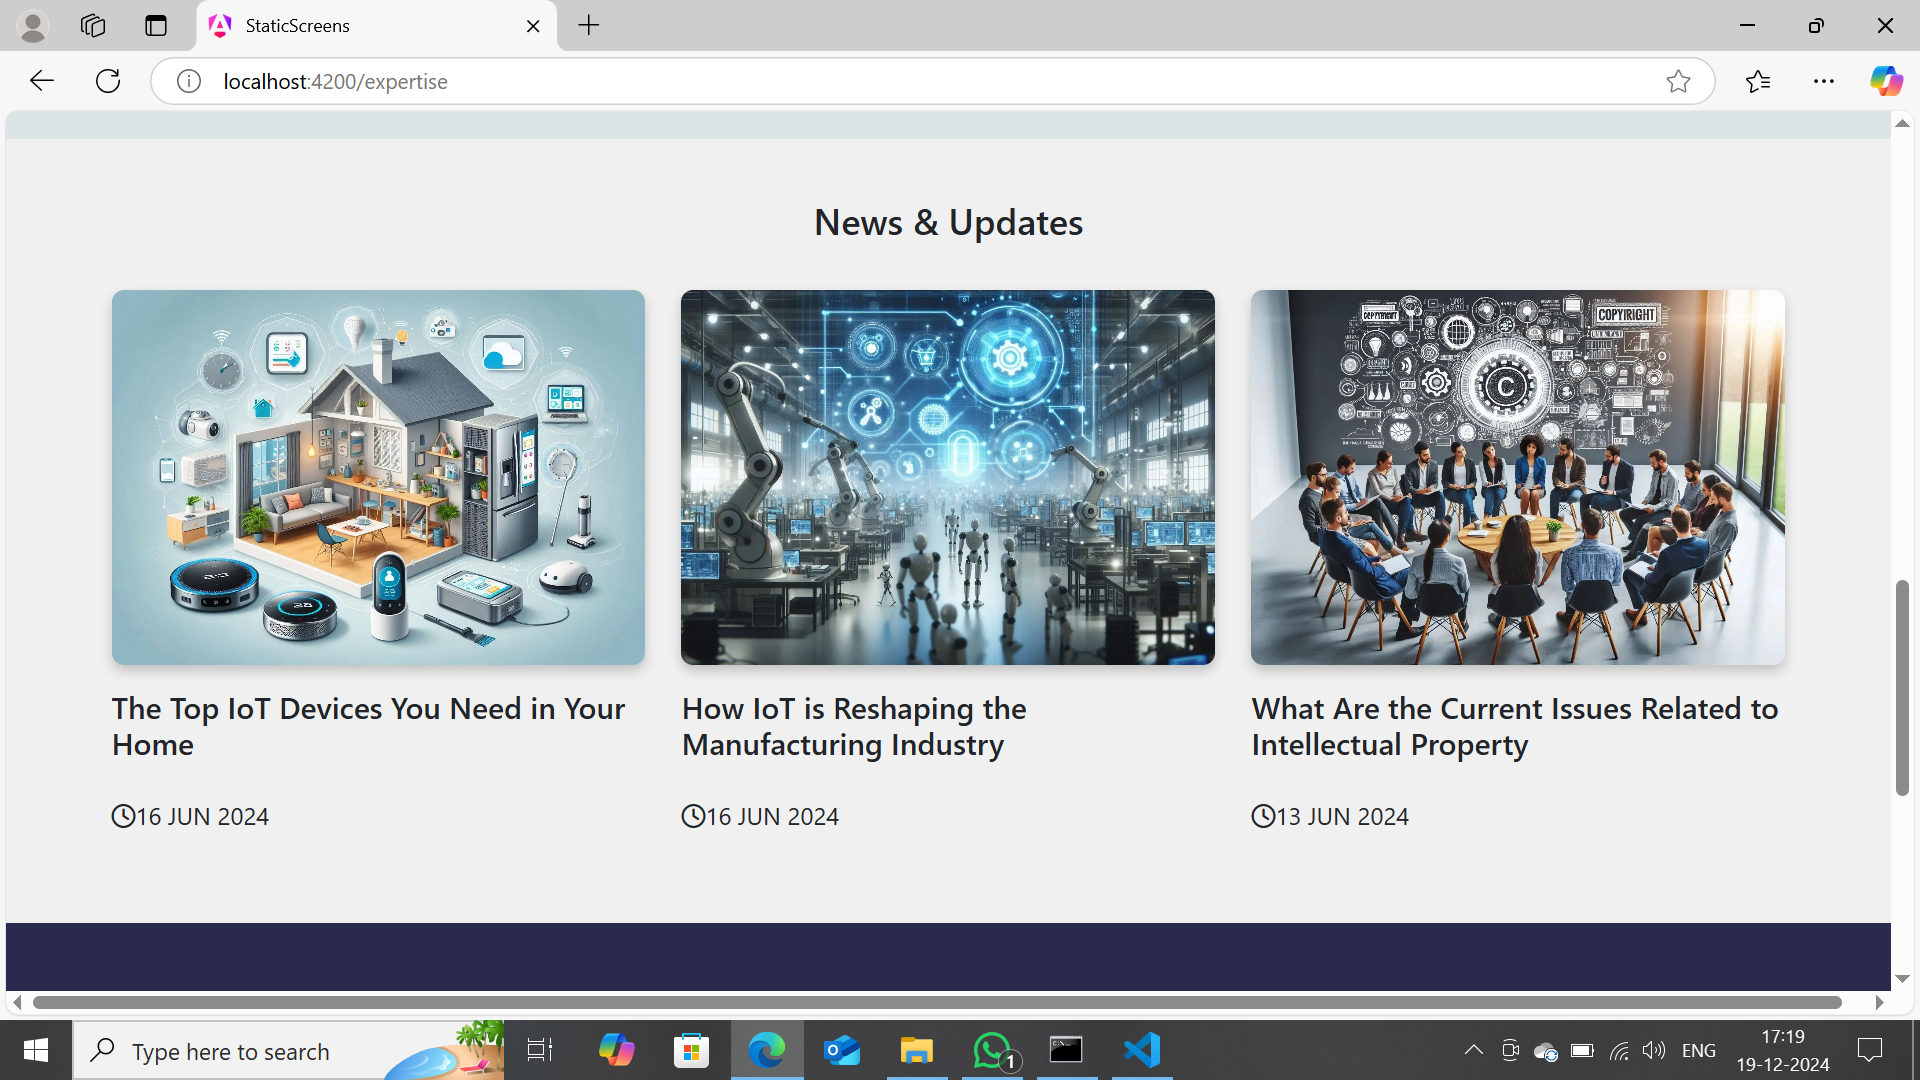 StaticScreens
localhost:4200/expertise
News & Updates
COPYRIGHT
COPYIRIGHT
C
The Top IoT Devices You Need in Your
Home
How IoT is Reshaping the
Manufacturing Industry
What Are the Current Issues Related to
Intellectual Property
16 JUN 2024
16 JUN 2024
13 JUN 2024
Type here to search
1
ENG
17:19
19-12-2024